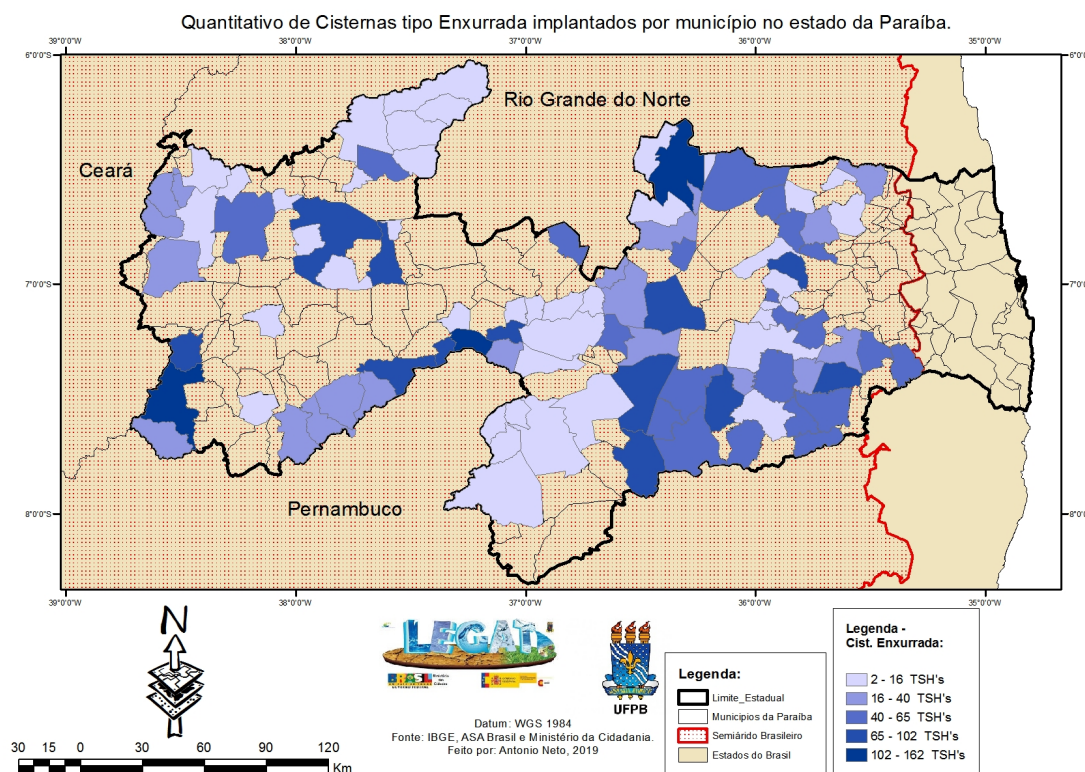 Quantitativo de Cisternas tipo Enxurrada implantados por município no estado da Paraíba.
39°0'0"W 38°0'0"W 37°0'0"W 36°0'0"W 35°0'0"W
6°0'0"S 6°0'0"S
Rio Grande do Norte
Ceará
7°0'0"S 7°0'0"S
Pernambuco
8°0'0"S 8°0'0"S
39°0'0"W 38°0'0"W 37°0'0"W 36°0'0"W 35°0'0"W
N
LEGAT
UFPB
Datum: WGS 1984
Fonte: IBGE, ASA Brasil e Ministério da Cidadania.
Feito por: Antonio Neto, 2019
30 15 0 30 60 90 120
Km
Legenda:
Limite_Estadual
Municipios da Paraíba
Semiárido Brasileiro
Estados do Brasil
Legenda -
Cist. Enxurrada:
2 - 16 TSH's
16 - 40 TSH's
40 - 65 TSH's
65 - 102 TSH's
102 - 162 TSH's